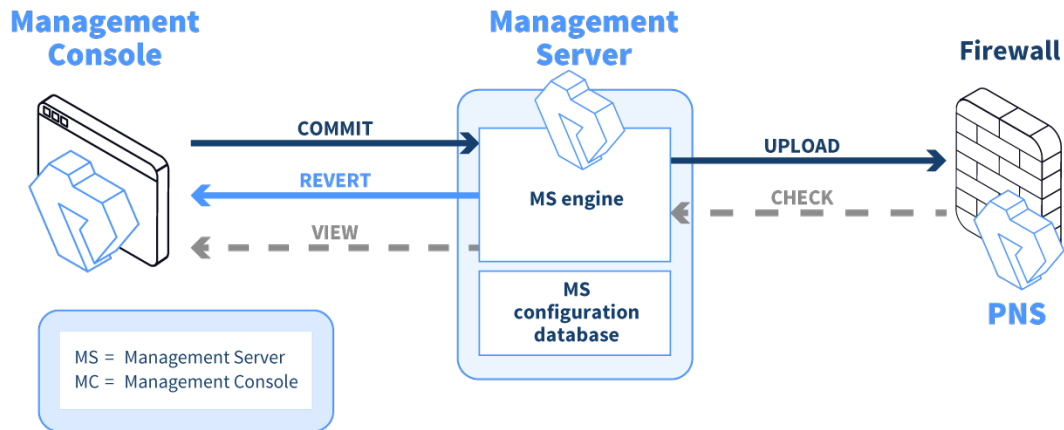 Management
Console
Management
Server
Firewall
COMMIT
UPLOAD
REVERT
MS engine
CHECK
VIEW
MS
configuration
database
PNS
MS = Management Server
MC = Management Console